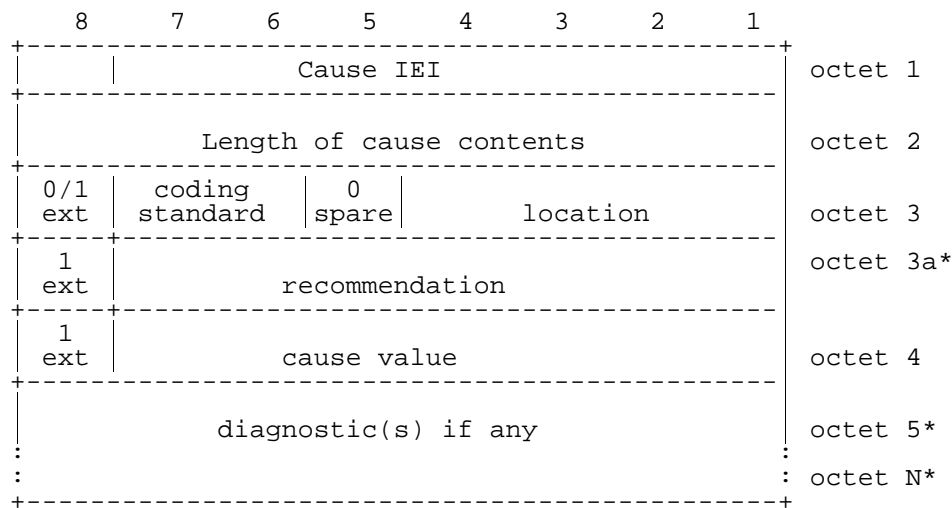 8 7 6 5 4 3 2 1
Cause IEI octet 1
Length of cause contents octet 2
0/1 coding 0
ext standard spare location octet 3
1 octet 3a*
ext recommendation
1
ext cause value octet 4
diagnostic(s) if any octet 5*
: :
: : octet N*